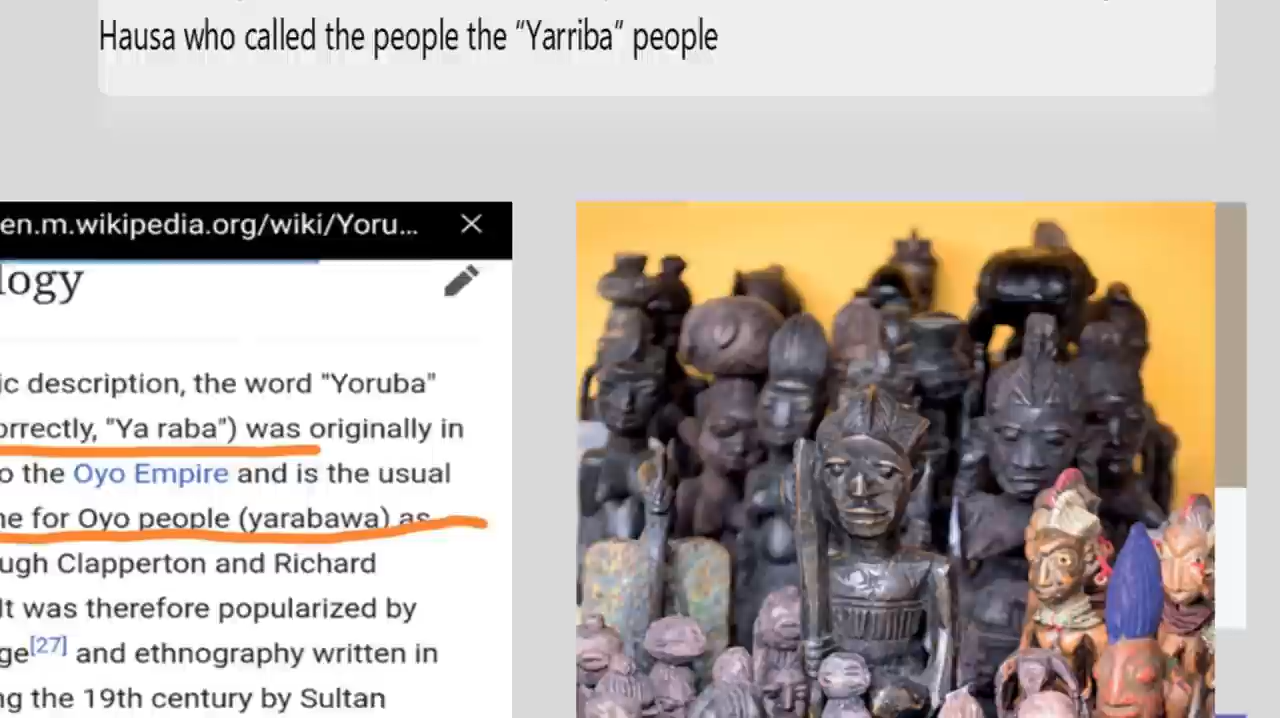 Hausa who called the people the “Yarriba” people
en.m.wikipedia.org/wiki/Yoru...
logy
ic description, the word "Yoruba"
orrectly, "Ya raba") was originally in
o the Oyo Empire and is the usual
ne for Oyo people (yarabawa) as
ugh Clapperton and Richard
It was therefore popularized by
ge[27] and ethnography written in
ng the 19th century by Sultan